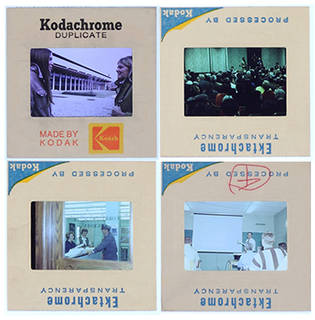 Kodachrome
DUPLICATE
MADE BY
KODAK
Kodak
Ektachrome
TRANSPARENCY
PROCESSED BY
Kodak
Ektachrome
TRANSPARENCY
PROCESSED BY
Kodak
Ektachrome
TRANSPARENCY
PROCESSED BY
Kodak